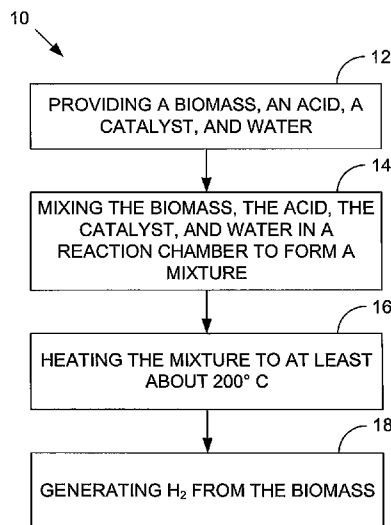 10
12
PROVIDING A BIOMASS, AN ACID, A
CATALYST, AND WATER
14
MIXING THE BIOMASS, THE ACID, THE
CATALYST, AND WATER IN A
REACTION CHAMBER TO FORM A
MIXTURE
16
HEATING THE MIXTURE TO AT LEAST
ABOUT 200° C
18
GENERATING H₂ FROM THE BIOMASS